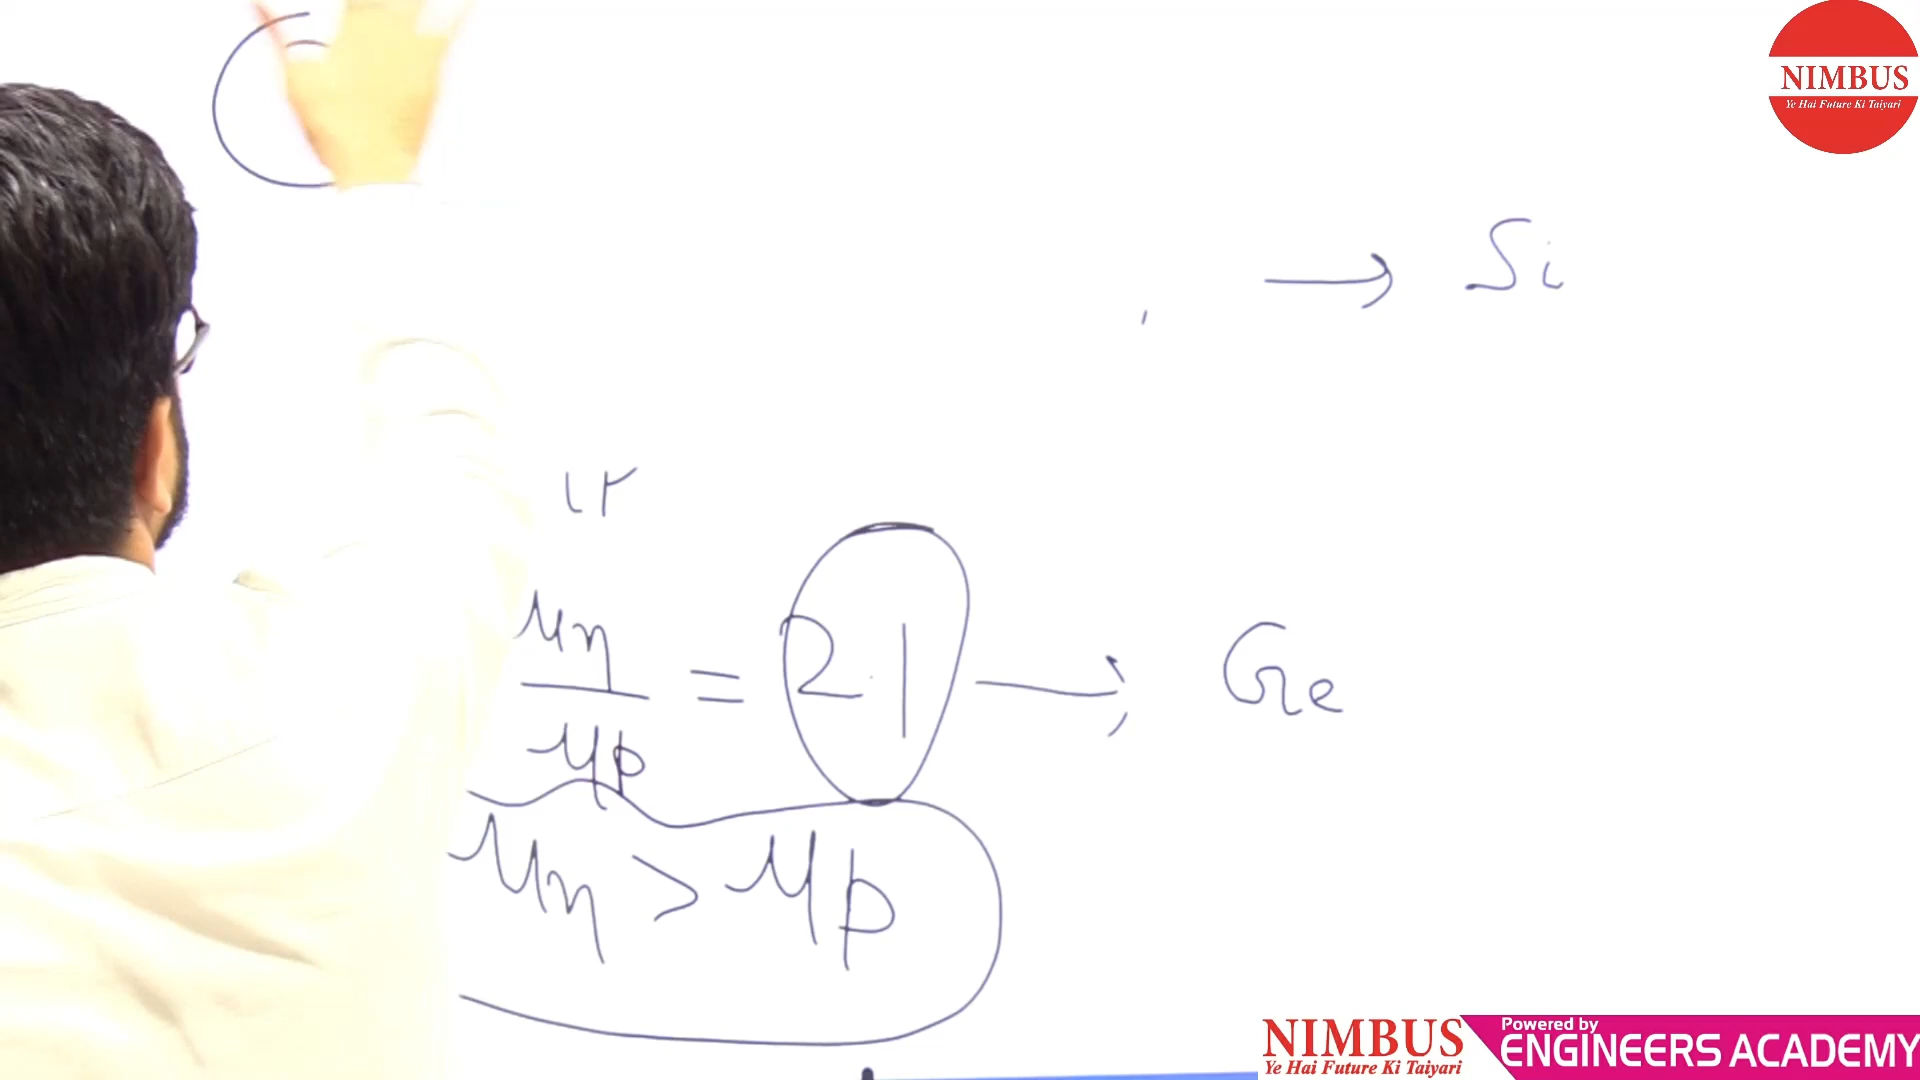 NIMBUS
Ye Hai Future Ki Taiyari
→ Si
μn
— = 2.1 → Ge
μp
μn > μp
NIMBUS
Ye Hai Future Ki Taiyari
Powered by
ENGINEERS ACADEMY